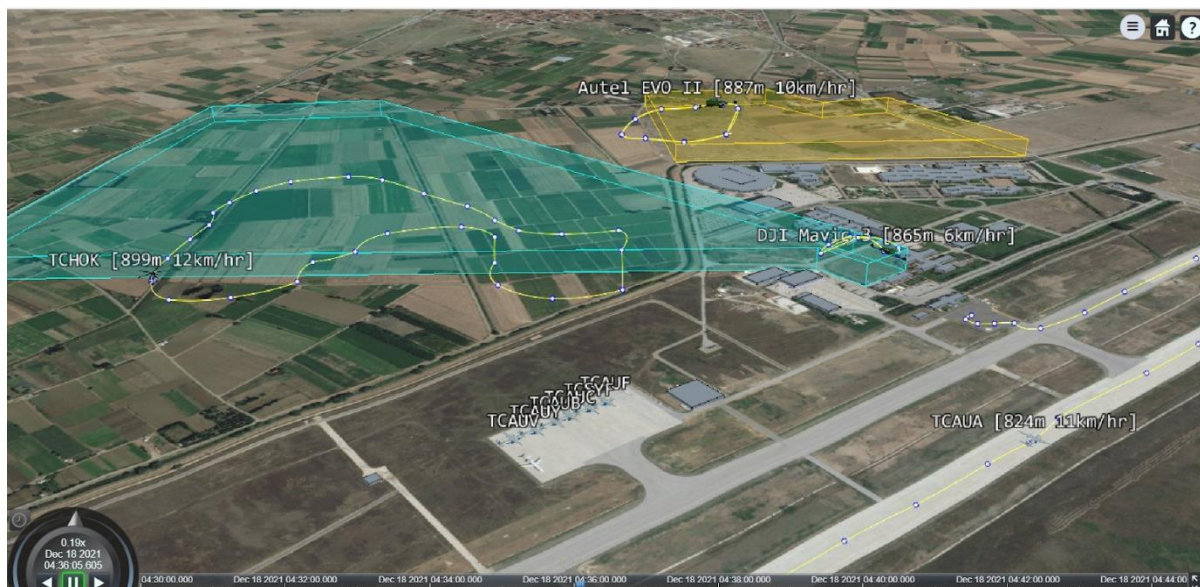 ?
Autel EVO II [887m 10km/hr]
DJI Mavic 3 [865m 6km/hr]
TCHOK [899m 12km/hr]
TCAUF
TCAUC
TCAUB
TCAUV
TCAUA [824m 11km/hr]
0.19x
Dec 18 2021
04:36:05.605
04:30:00.000 Dec 18 2021 04:32:00.000 Dec 18 2021 04:34:00.000 Dec 18 2021 04:36:00.000 Dec 18 2021 04:38:00.000 Dec 18 2021 04:40:00.000 Dec 18 2021 04:42:00.000 Dec 18 2021 04:44:0